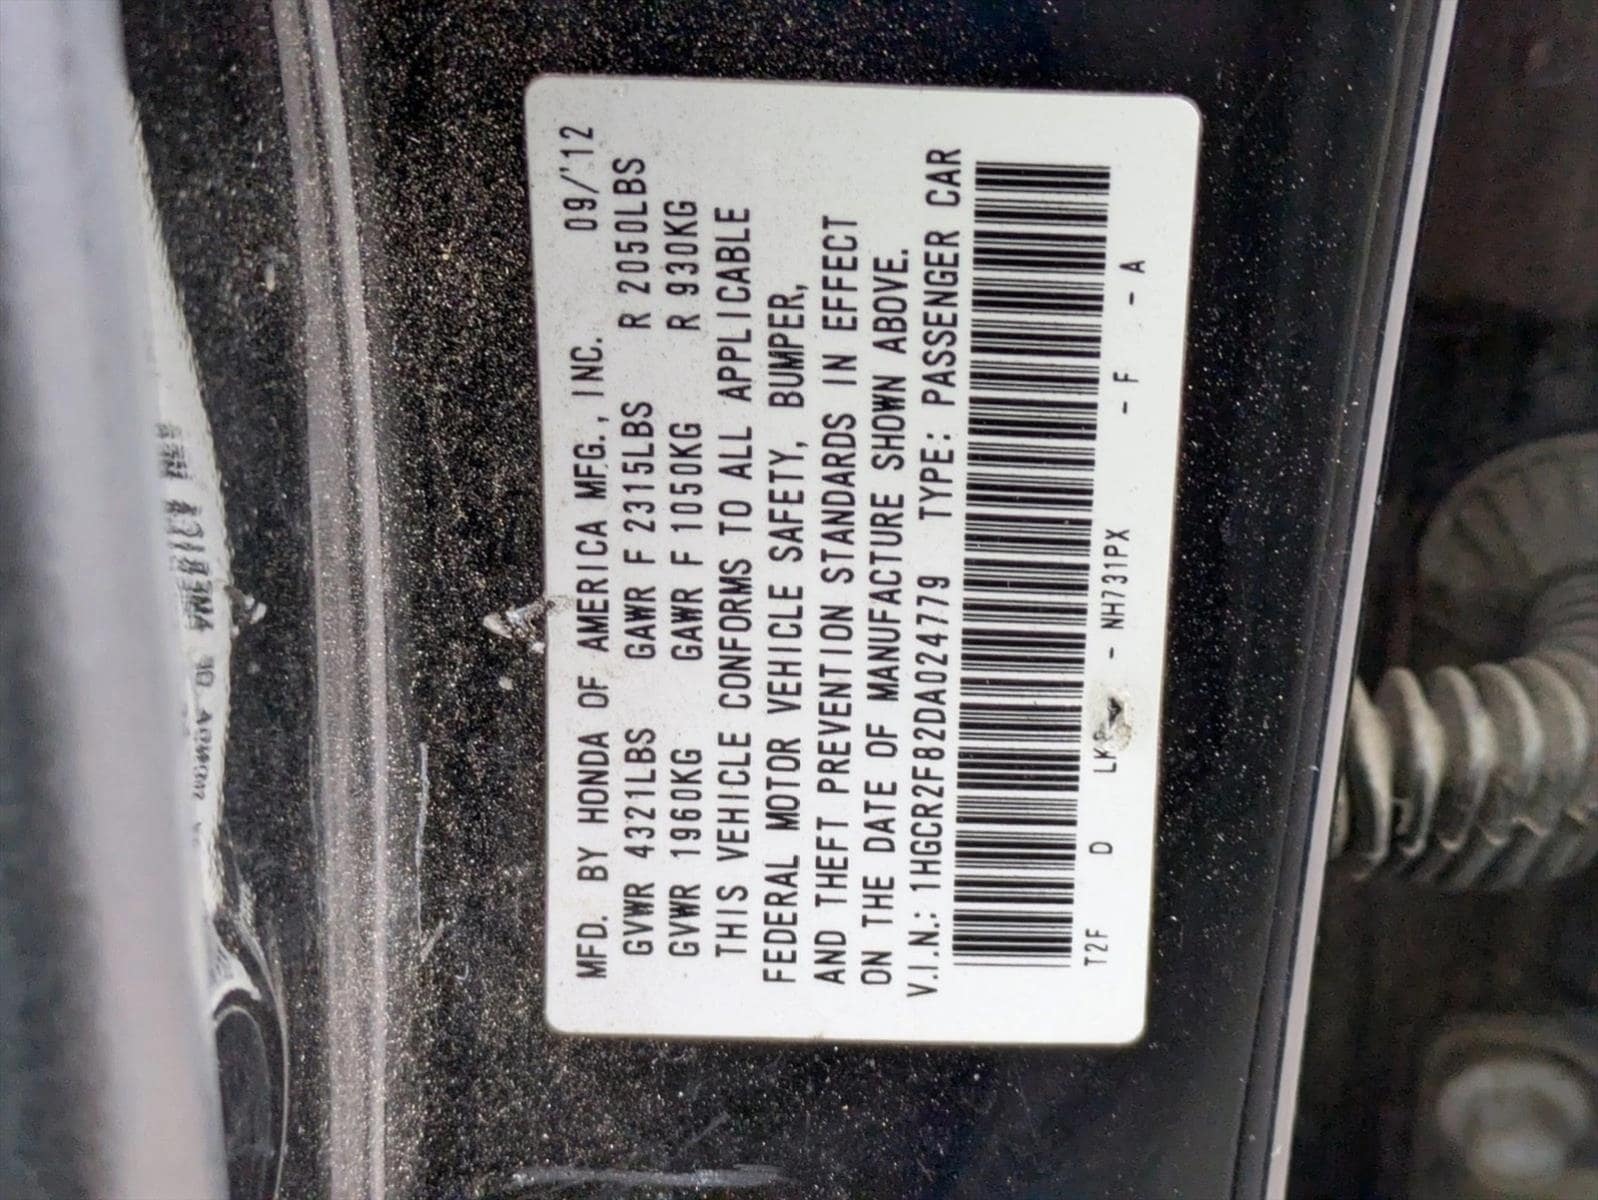 MFD. BY HONDA OF AMERICA MFG., INC. 09/'12
GVWR 4321LBS GAWR F 2315LBS R 2050LBS
GVWR 1960KG GAWR F 1050KG R 930KG
THIS VEHICLE CONFORMS TO ALL APPLICABLE
FEDERAL MOTOR VEHICLE SAFETY, BUMPER,
AND THEFT PREVENTION STANDARDS IN EFFECT
ON THE DATE OF MANUFACTURE SHOWN ABOVE.
V.I.N.: 1HGCR2F82DA024779 TYPE: PASSENGER CAR
T2F D - NH731PX - F - A